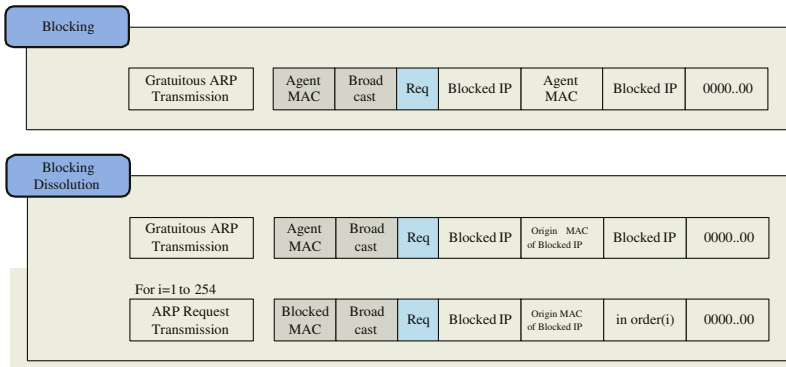 Blocking
Gratuitous ARP
Transmission
Agent
MAC
Broad
cast
Req
Blocked IP
Agent
MAC
Blocked IP
0000..00
Blocking
Dissolution
Gratuitous ARP
Transmission
Agent
MAC
Broad
cast
Req
Blocked IP
Origin MAC
of Blocked IP
Blocked IP
0000..00
For i=1 to 254
ARP Request
Transmission
Blocked
MAC
Broad
cast
Req
Blocked IP
Origin MAC
of Blocked IP
in order(i)
0000..00